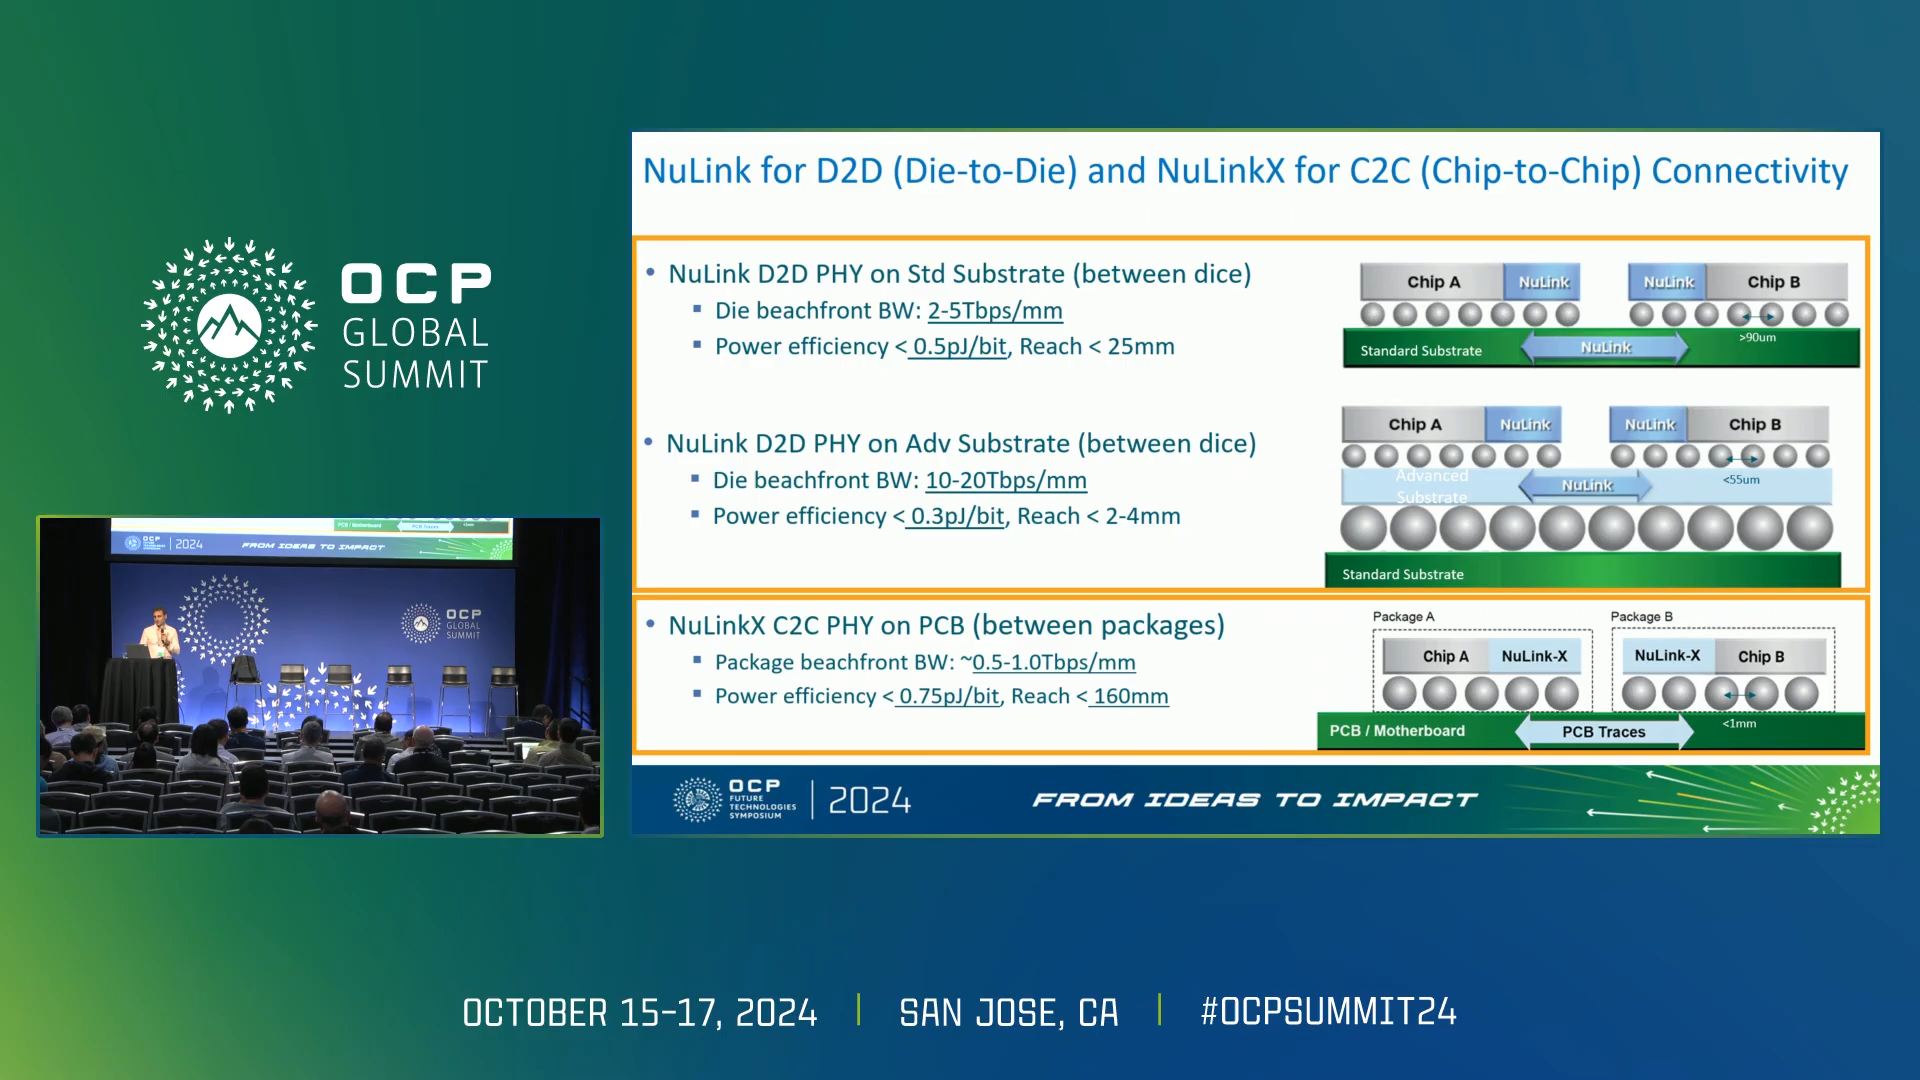 OCP
GLOBAL
SUMMIT
NuLink for D2D (Die-to-Die) and NuLinkX for C2C (Chip-to-Chip) Connectivity
• NuLink D2D PHY on Std Substrate (between dice)
▪ Die beachfront BW: 2-5Tbps/mm
▪ Power efficiency < 0.5pJ/bit, Reach < 25mm
Chip A NuLink NuLink Chip B
>90um
Standard Substrate NuLink
• NuLink D2D PHY on Adv Substrate (between dice)
▪ Die beachfront BW: 10-20Tbps/mm
▪ Power efficiency < 0.3pJ/bit, Reach < 2-4mm
Chip A NuLink NuLink Chip B
Advanced
Substrate
NuLink
<55um
Standard Substrate
• NuLinkX C2C PHY on PCB (between packages)
▪ Package beachfront BW: ~0.5-1.0Tbps/mm
▪ Power efficiency < 0.75pJ/bit, Reach < 160mm
Package A Package B
Chip A NuLink-X NuLink-X Chip B
<1mm
PCB / Motherboard PCB Traces
OCP
FUTURE
TECHNOLOGIES
SYMPOSIUM
2024
FROM IDEAS TO IMPACT
PCB / Motherboard PCB Traces
OCP
2024
FROM IDEAS TO IMPACT
OCP
GLOBAL
SUMMIT
OCTOBER 15-17, 2024 | SAN JOSE, CA | #OCPSUMMIT24